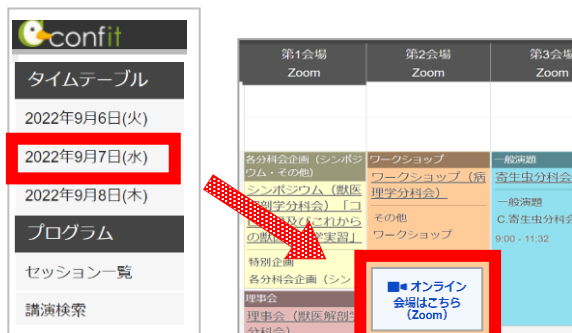 confit
タイムテーブル
2022年9月6日(火)
2022年9月7日(水)
2022年9月8日(木)
プログラム
セッション一覧
講演検索
第1会場
Zoom
第2会場
Zoom
第3会場
Zoom
各分科会企画（シンポジ
ウム・その他）
シンポジウム（獣医
解剖学分科会）「コ
及びこれから
の獣医 学実習」
特別企画
各分科会企画（シン
理事会
理事会（獣医解剖学
分科会）
ワークショップ
ワークショップ（病
理学分科会）
その他
ワークショップ
オンライン
会場はこちら
（Zoom）
一般演題
寄生虫分科会
一般演題
C.寄生虫分科会
9:00 - 11:32